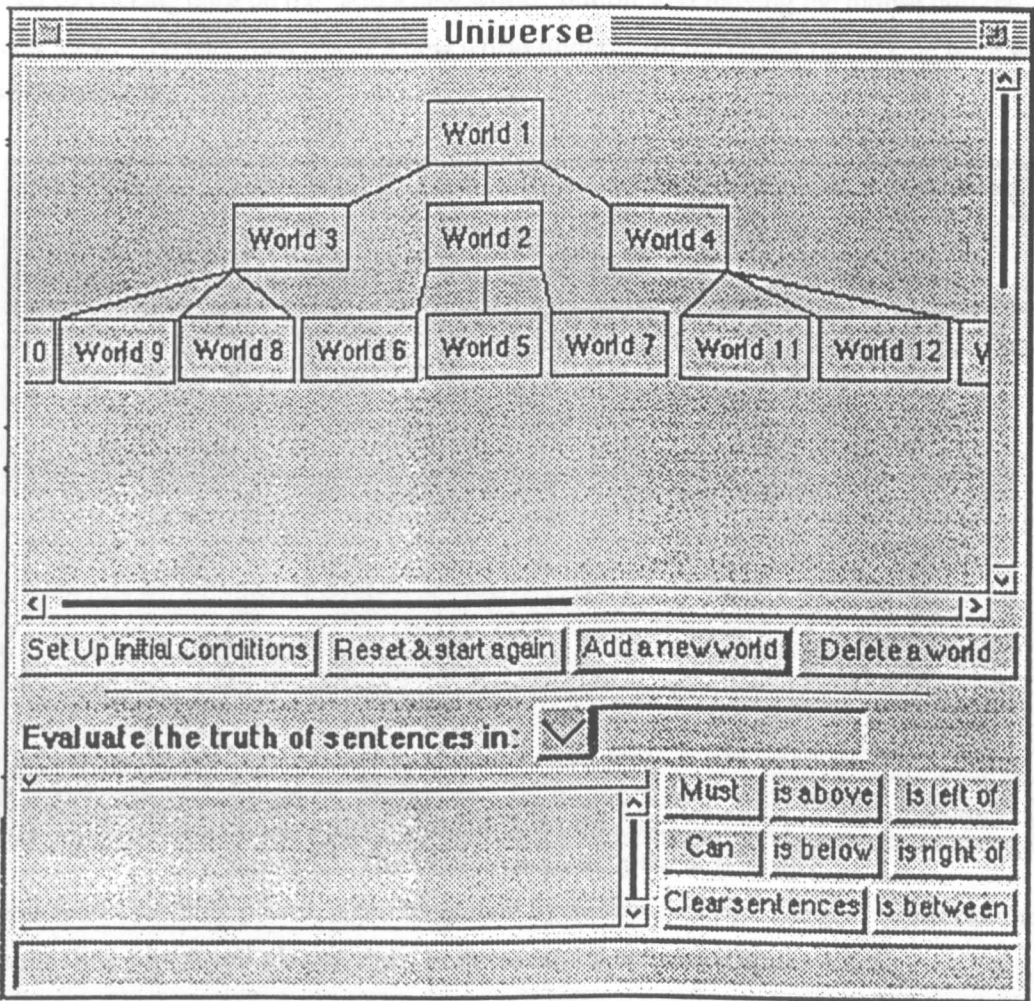 Universe
World 1
World 3 World 2 World 4
10 World 9 World 8 World 6 World 5 World 7 World 11 World 12 W
Set Up Initial Conditions Reset & start again Add a new world Delete a world
Evaluate the truth of sentences in:
Must is above is left of
Can is below is right of
Clear sentences is between